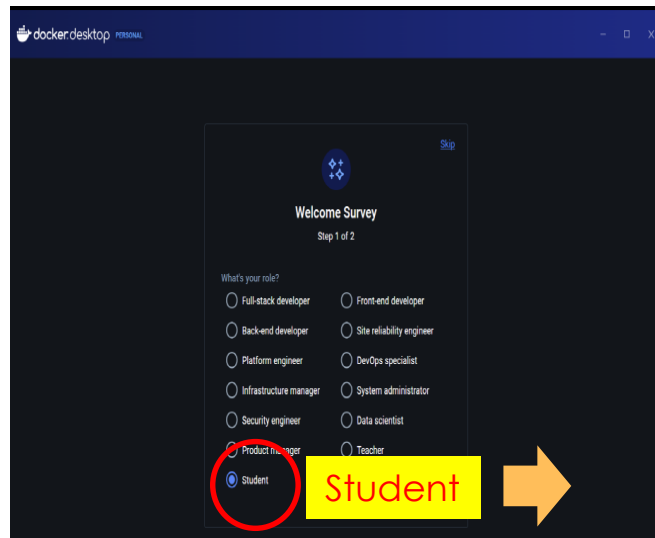 docker.desktop PERSONAL
Skip
Welcome Survey
Step 1 of 2
What's your role?
Full-stack developer Front-end developer
Back-end developer Site reliability engineer
Platform engineer DevOps specialist
Infrastructure manager System administrator
Security engineer Data scientist
Product manager Teacher
Student Student